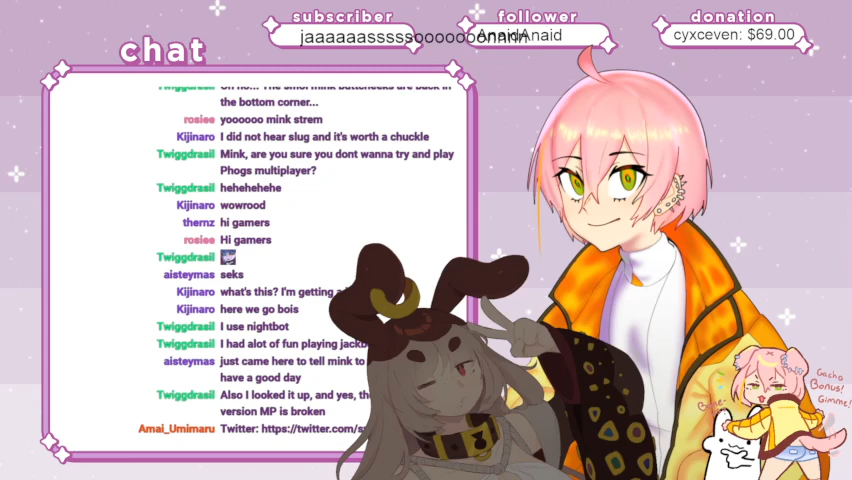 subscriber
follower
donation
jaaaaaasssssooooooonnnn
AnaidAnaid
cyxceven: $69.00
chat
the bottom corner...
rosiee yoooooo mink strem
Kijinaro I did not hear slug and it's worth a chuckle
Twiggdrasil Mink, are you sure you dont wanna try and play
Phogs multiplayer?
Twiggdrasil hehehehehe
Kijinaro wowrood
thernz hi gamers
rosiee Hi gamers
Twiggdrasil
aisteymas seks
Kijinaro what's this? I'm getting a
Kijinaro here we go bois
Twiggdrasil I use nightbot
Twiggdrasil I had alot of fun playing jackb
aisteymas just came here to tell mink to
have a good day
Twiggdrasil Also I looked it up, and yes, the
version MP is broken
Amai_Umimaru Twitter: https://twitter.com/s
Gacha
Bonus!
Gimme!